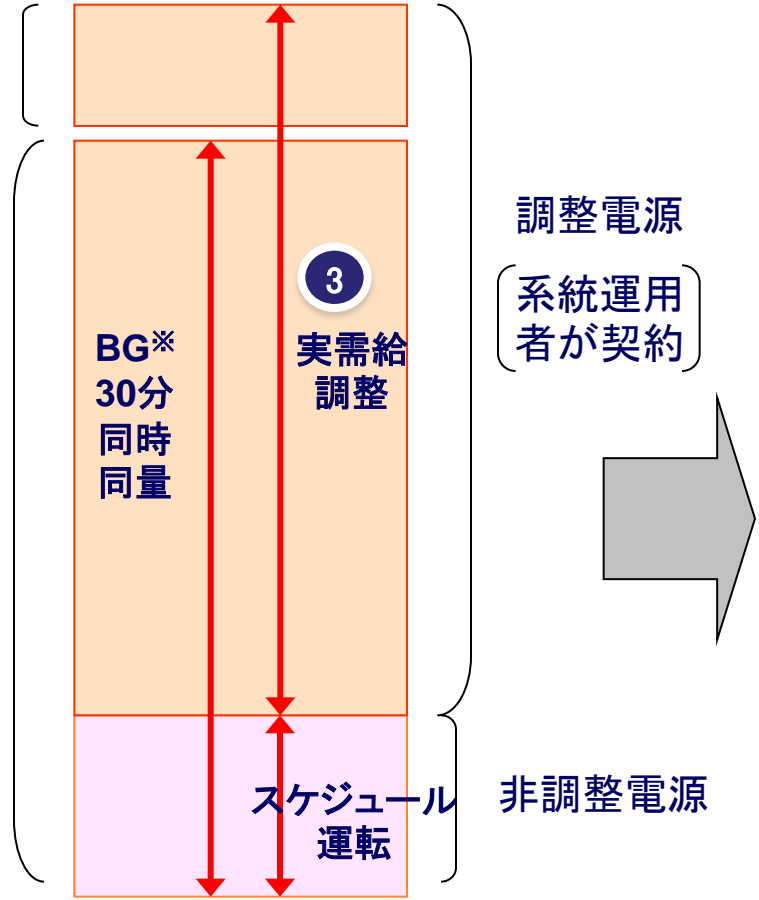 調整電源
系統運用
者が契約
3
BG※
30分
同時
同量
実需給
調整
スケジュール
運転
非調整電源